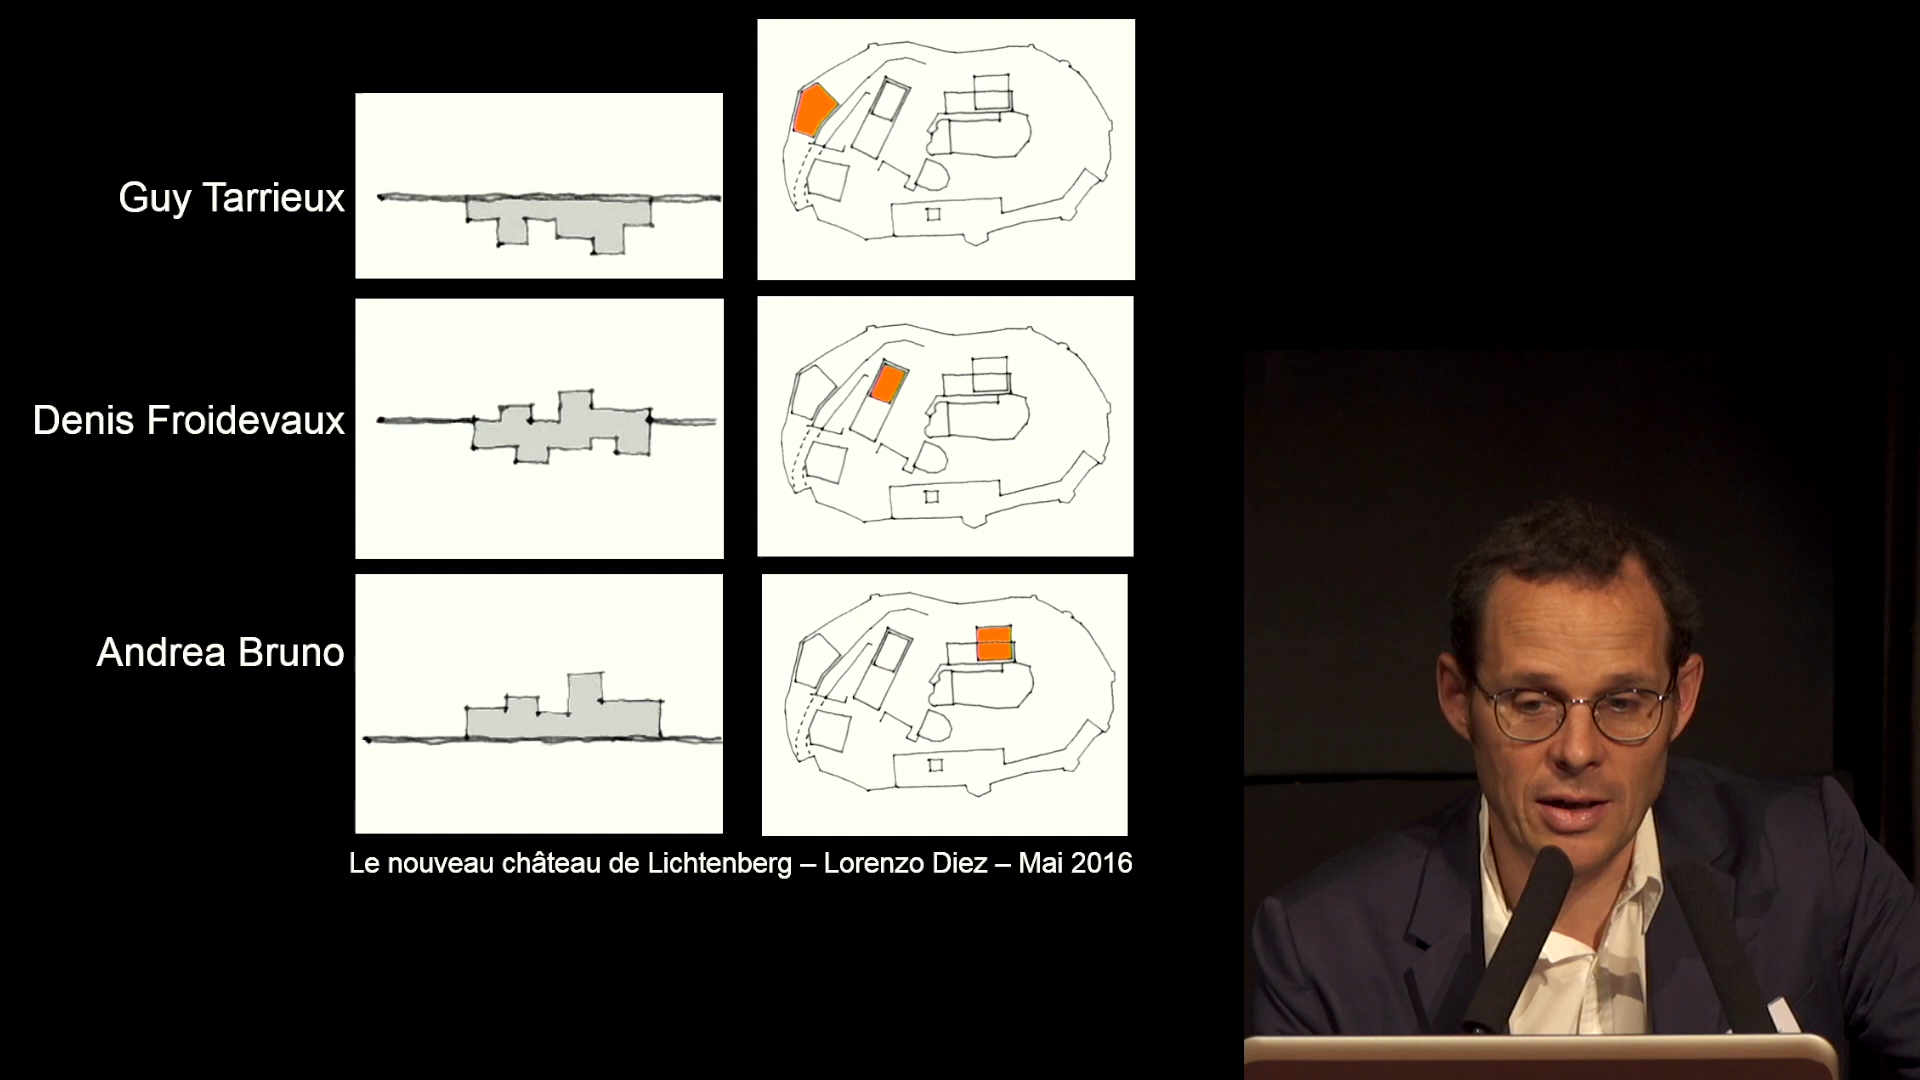 Guy Tarrieux
Denis Froidevaux
Andrea Bruno
Le nouveau château de Lichtenberg – Lorenzo Diez – Mai 2016